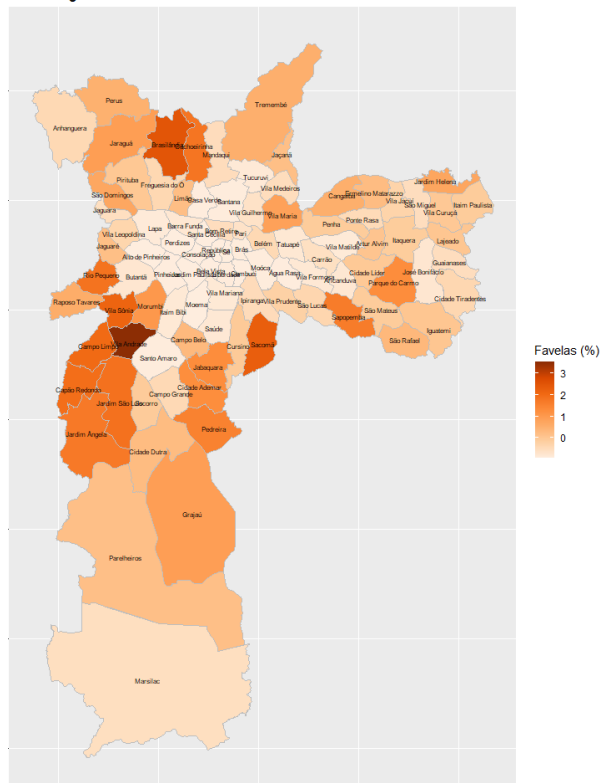 Perus
Tremembé
Anhanguera
Jaraguá
Brasilândia
Cachoeirinha
Mandaqui
Jaçanã
Tucuruvi
Pirituba
Freguesia do Ó
Vila Medeiros
Jardim Helena
São Domingos
Limão
Casa Verde
Santana
Cangaíba
Ermelino Matarazzo
Vila Jacuí
São Miguel
Itaim Paulista
Jaguara
Vila Guilherme
Vila Maria
Vila Curuçá
Penha
Ponte Rasa
Vila Leopoldina
Lapa
Barra Funda
Bom Retiro
Santa Cecília
Pari
Jaguaré
Perdizes
Belém
Tatuapé
Vila Matilde
Artur Alvim
Itaquera
Lajeado
Alto de Pinheiros
Consolação
República
Sé
Brás
Carrão
Guaianases
Rio Pequeno
Butantã
Pinheiros
Jardim Paulista
Bela Vista
Liberdade
Cambuci
Mooca
Água Rasa
Vila Formosa
Aricanduva
Cidade Líder
José Bonifácio
Parque do Carmo
Raposo Tavares
Morumbi
Moema
Vila Mariana
Ipiranga
Vila Prudente
São Lucas
Cidade Tiradentes
Vila Sônia
Itaim Bibi
Sapopemba
São Mateus
Saúde
Iguatemi
Campo Limpo
Vila Andrade
Campo Belo
Cursino
Sacomã
São Rafael
Santo Amaro
Jabaquara
Capão Redondo
Cidade Ademar
Campo Grande
Jardim São Luís
Socorro
Jardim Ângela
Pedreira
Cidade Dutra
Grajaú
Parelheiros
Marsilac
Favelas (%)
3
2
1
0